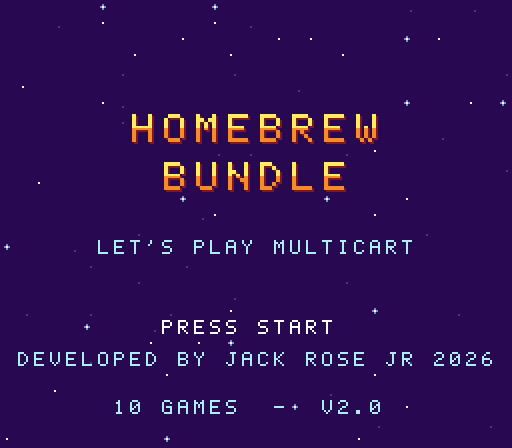 HOMEBREW
BUNDLE
LET'S PLAY MULTICART
PRESS START
DEVELOPED BY JACK ROSE JR 2026
10 GAMES - V2.0